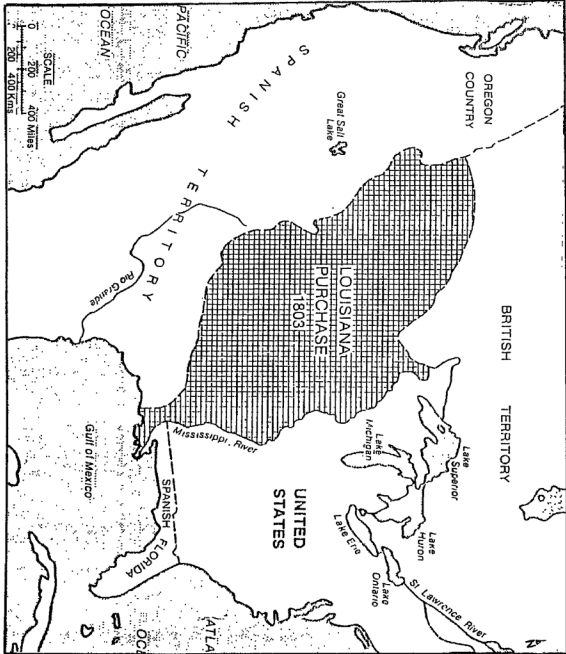 OREGON
COUNTRY
BRITISH TERRITORY
PACIFIC
OCEAN
SPANISH
TERRITORY
Great Salt
Lake
LOUISIANA
PURCHASE
1803
Lake
Superior
Lake
Michigan
Lake
Huron
Lake Erie
Lake
Ontario
St Lawrence River
UNITED
STATES
Mississippi River
Rio Grande
SPANISH FLORIDA
Gulf of Mexico
ATLA
OCE
SCALE
0 200 400 Miles
200 400 Kms